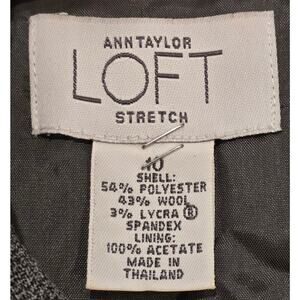 ANN TAYLOR
LOFT
STRETCH
10
SHELL:
54% POLYESTER
43% WOOL
3% LYCRA ®
SPANDEX
LINING:
100% ACETATE
MADE IN
THAILAND